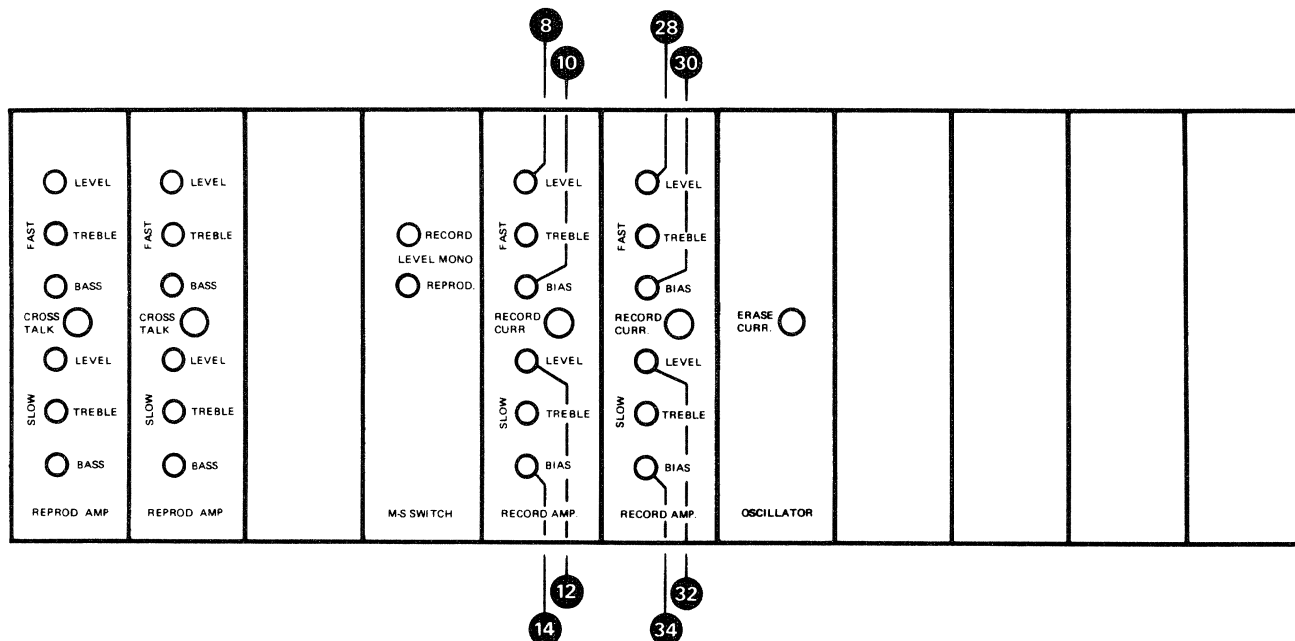 8
28
10
30
LEVEL
FAST
TREBLE
BASS
CROSS
TALK
LEVEL
SLOW
TREBLE
BASS
REPROD AMP
LEVEL
FAST
TREBLE
BASS
CROSS
TALK
LEVEL
SLOW
TREBLE
BASS
REPROD AMP
RECORD
LEVEL MONO
REPROD.
M-S SWITCH
LEVEL
FAST
TREBLE
BIAS
RECORD
CURR
LEVEL
SLOW
TREBLE
BIAS
RECORD AMP.
LEVEL
FAST
TREBLE
BIAS
RECORD
CURR.
LEVEL
SLOW
TREBLE
BIAS
RECORD AMP.
ERASE
CURR.
OSCILLATOR
12
32
14
34